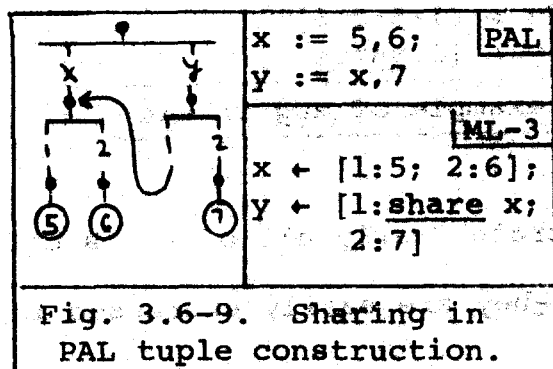 x y
1 2 1 2
5 6 7
PAL
x := 5,6;
y := x,7
ML-3
x ← [1:5; 2:6];
y ← [1:share x;
2:7]
Fig. 3.6-9. Sharing in
PAL tuple construction.